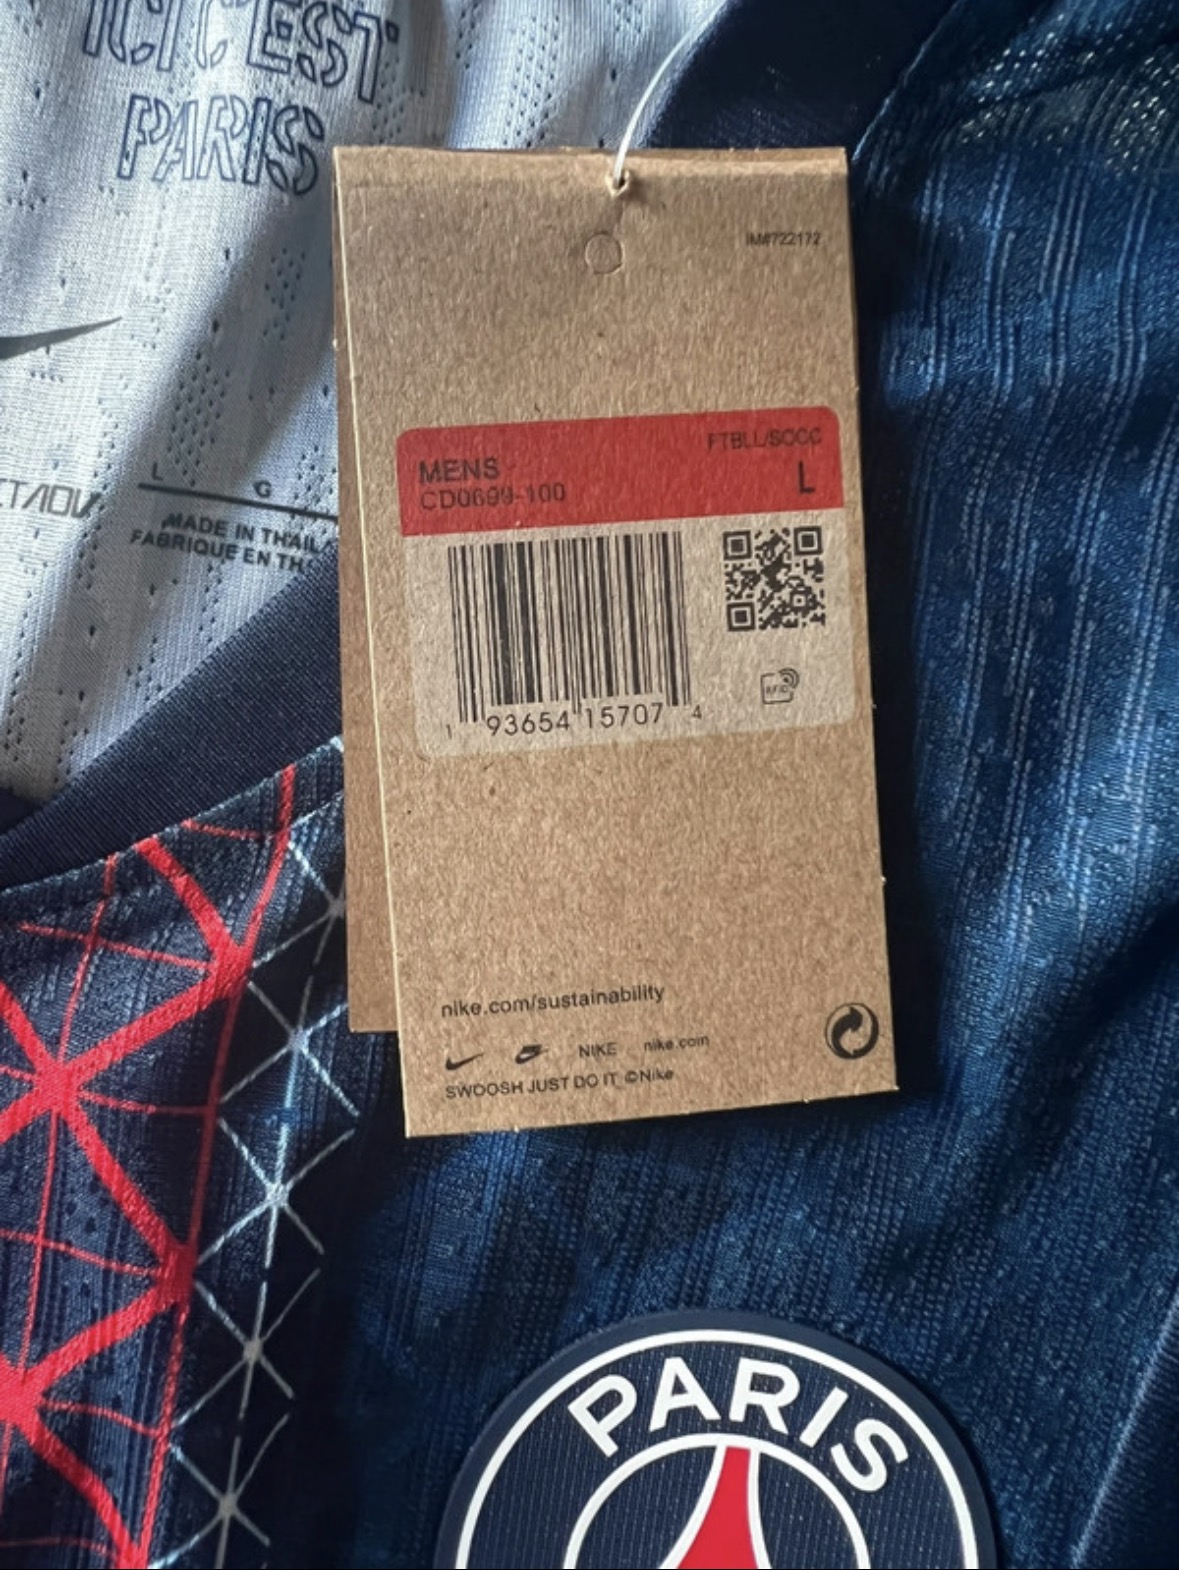 ICI C'EST
PARIS
IM#722172
FTBLL/SOCC
MENS
L
CD0699-100
L G
MADE IN THAIL
FABRIQUE EN TH
1 93654 15707 4
RFID
nike.com/sustainability
NIKE nike.com
SWOOSH JUST DO IT ©Nike
PARIS